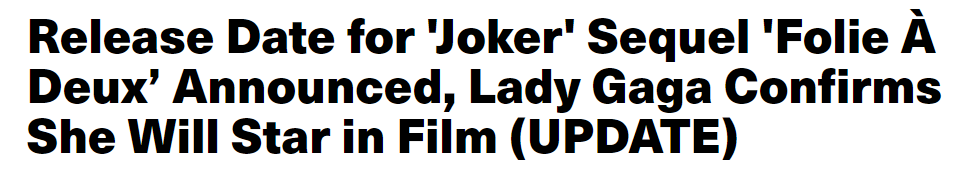 Release Date for 'Joker' Sequel 'Folie À
Deux’ Announced, Lady Gaga Confirms
She Will Star in Film (UPDATE)